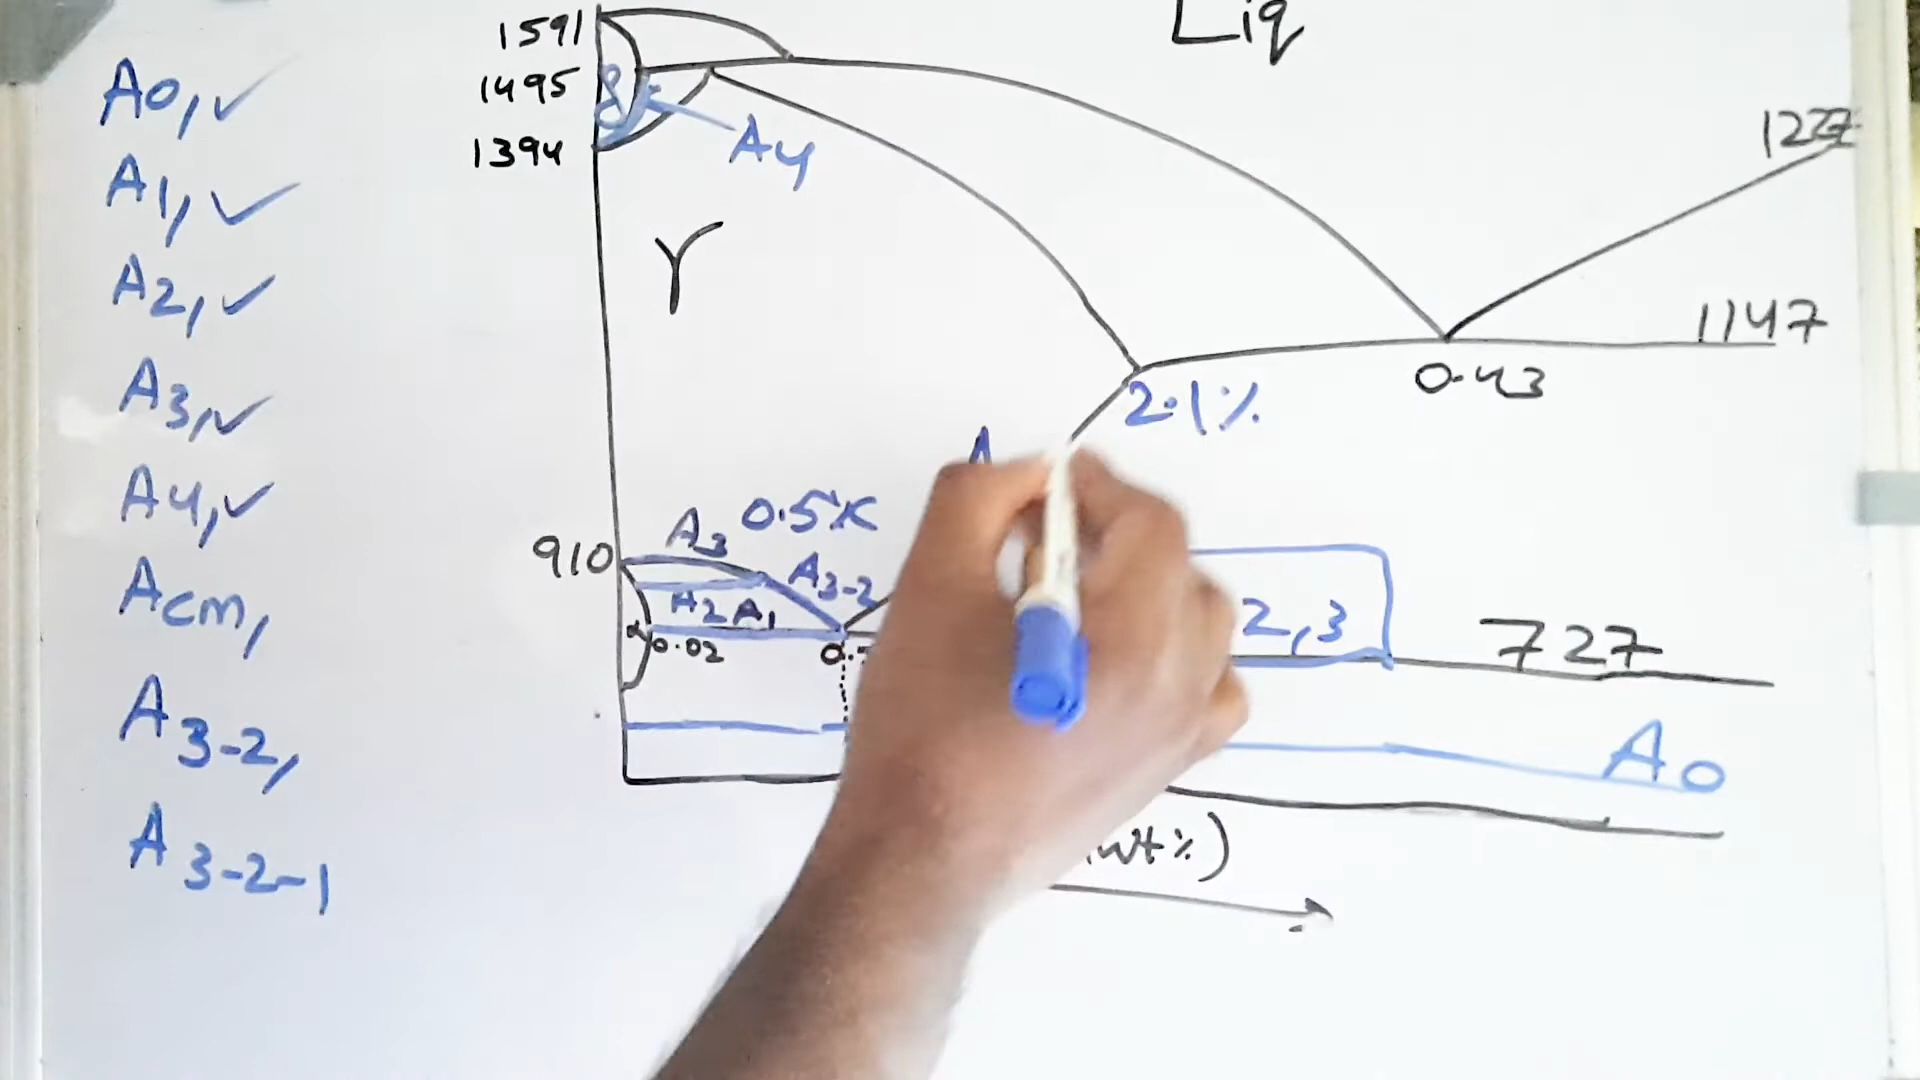 Liq
1591
1495
1394
δ
A4
1227
γ
1147
0.43
2.1%
A
910
A3
0.5%
A3-2
A2
A1
α
0.02
2,3
727
A0
wt%)
A0,✓
A1,✓
A2,✓
A3,✓
A4,✓
Acm,
A3-2,
A3-2-1